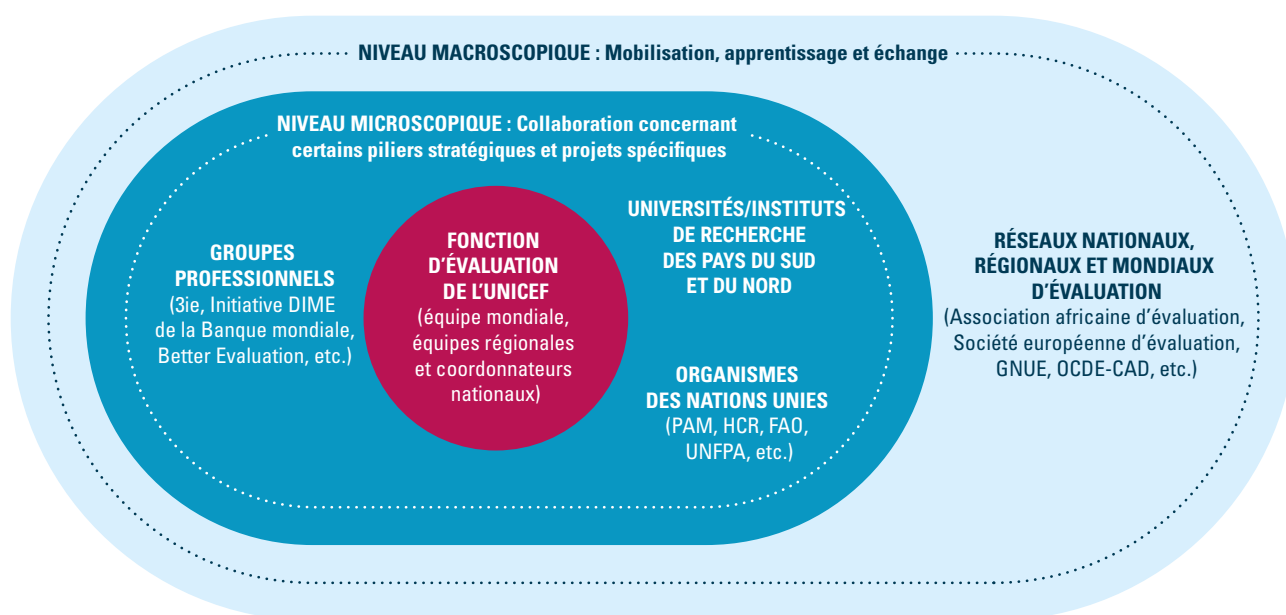 NIVEAU MACROSCOPIQUE : Mobilisation, apprentissage et échange
NIVEAU MICROSCOPIQUE : Collaboration concernant
certains piliers stratégiques et projets spécifiques
GROUPES
PROFESSIONNELS
(3ie, Initiative DIME
de la Banque mondiale,
Better Evaluation, etc.)
FONCTION
D’ÉVALUATION
DE L’UNICEF
(équipe mondiale,
équipes régionales
et coordonnateurs
nationaux)
UNIVERSITÉS/INSTITUTS
DE RECHERCHE
DES PAYS DU SUD
ET DU NORD
ORGANISMES
DES NATIONS UNIES
(PAM, HCR, FAO,
UNFPA, etc.)
RÉSEAUX NATIONAUX,
RÉGIONAUX ET MONDIAUX
D’ÉVALUATION
(Association africaine d’évaluation,
Société européenne d’évaluation,
GNUE, OCDE-CAD, etc.)